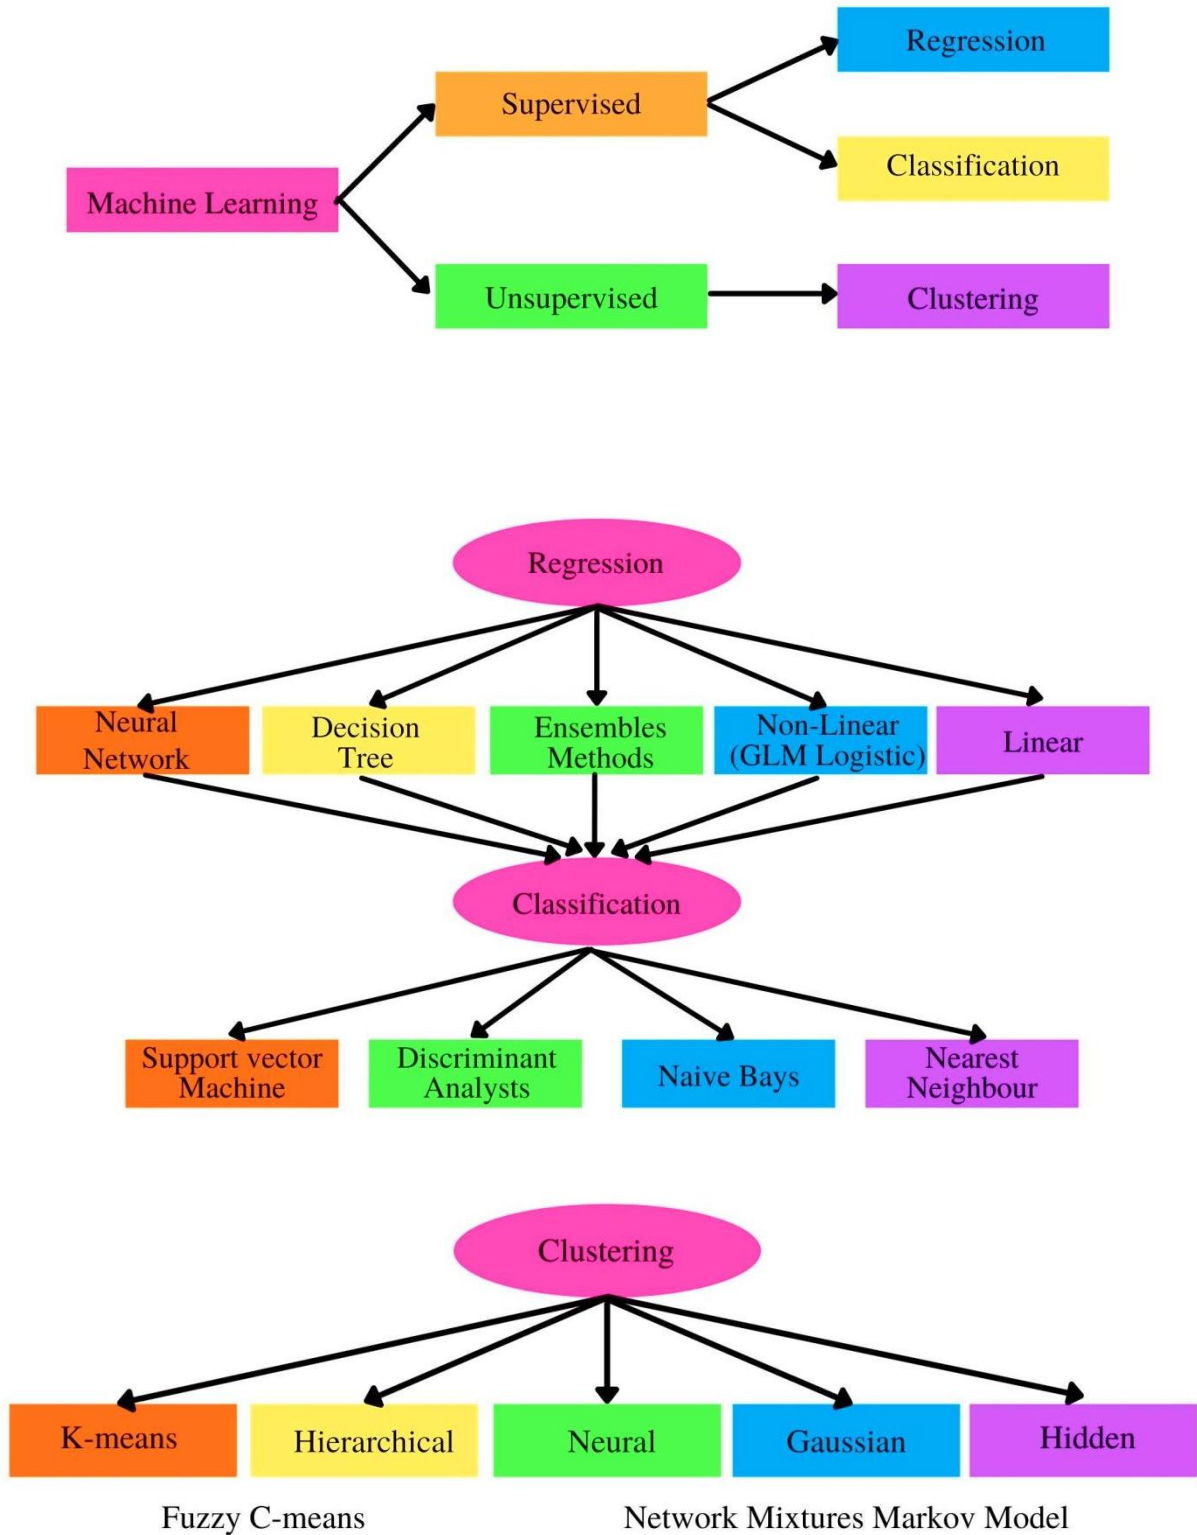 Regression
Supervised
Classification
Machine Learning
Unsupervised
Clustering
Regression
Neural
Network
Decision
Tree
Ensembles
Methods
Non-Linear
(GLM Logistic)
Linear
Classification
Support vector
Machine
Discriminant
Analysts
Naive Bays
Nearest
Neighbour
Clustering
K-means
Hierarchical
Neural
Gaussian
Hidden
Fuzzy C-means
Network Mixtures Markov Model